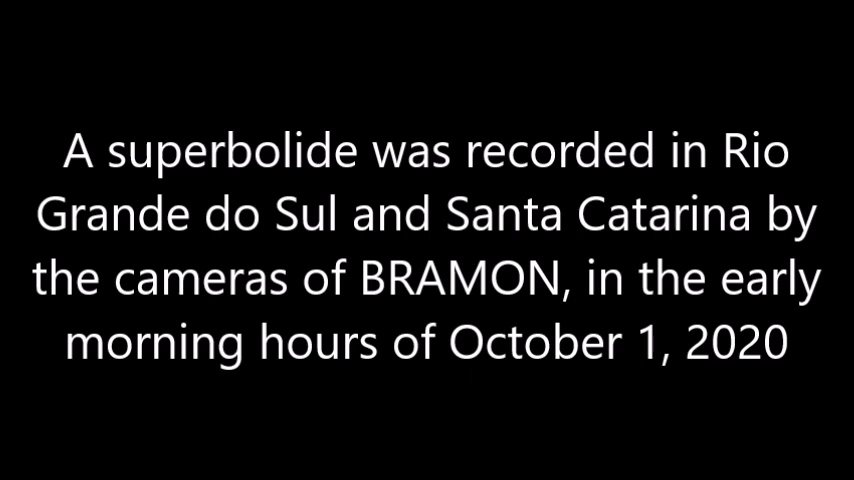 A superbolide was recorded in Rio
Grande do Sul and Santa Catarina by
the cameras of BRAMON, in the early
morning hours of October 1, 2020